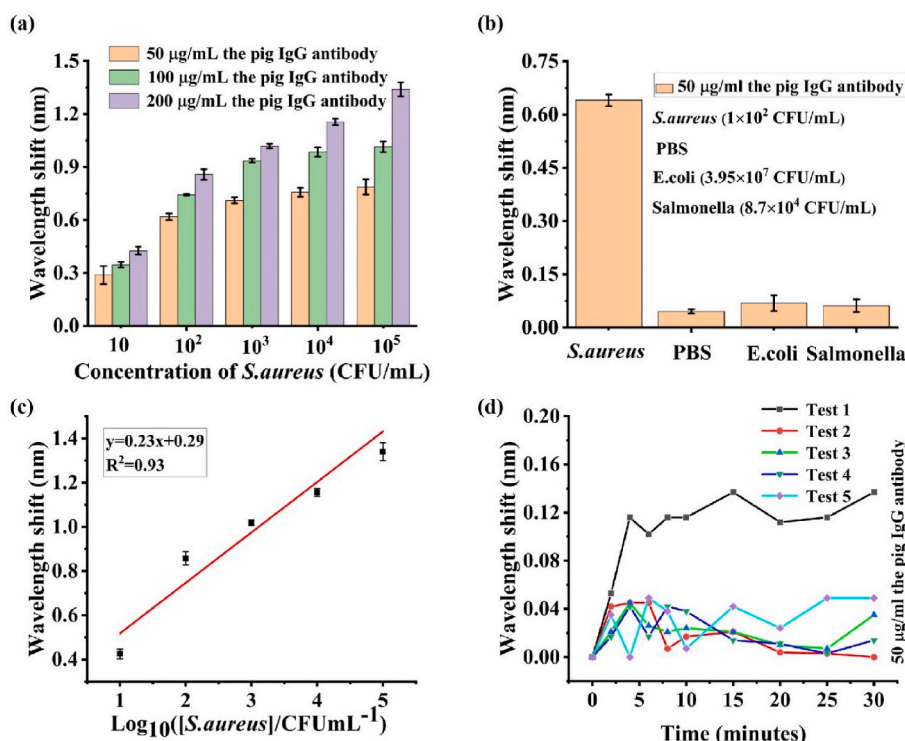 (a)
50 μg/mL the pig IgG antibody
100 μg/mL the pig IgG antibody
200 μg/mL the pig IgG antibody
Wavelength shift (nm)
1.5
1.2
0.9
0.6
0.3
0.0
10 10² 10³ 10⁴ 10⁵
Concentration of S.aureus (CFU/mL)
(b)
50 μg/ml the pig IgG antibody
S.aureus (1×10² CFU/mL)
PBS
E.coli (3.95×10⁷ CFU/mL)
Salmonella (8.7×10⁴ CFU/mL)
Wavelength shift (nm)
0.75
0.60
0.45
0.30
0.15
0.00
S.aureus PBS E.coli Salmonella
(c)
y=0.23x+0.29
R²=0.93
Wavelength shift (nm)
1.4
1.2
1.0
0.8
0.6
0.4
1 2 3 4 5
Log₁₀([S.aureus]/CFUmL⁻¹)
(d)
Test 1
Test 2
Test 3
Test 4
Test 5
Wavelength shift (nm)
0.20
0.16
0.12
0.08
0.04
0.00
0 5 10 15 20 25 30
Time (minutes)
50 μg/ml the pig IgG antibody